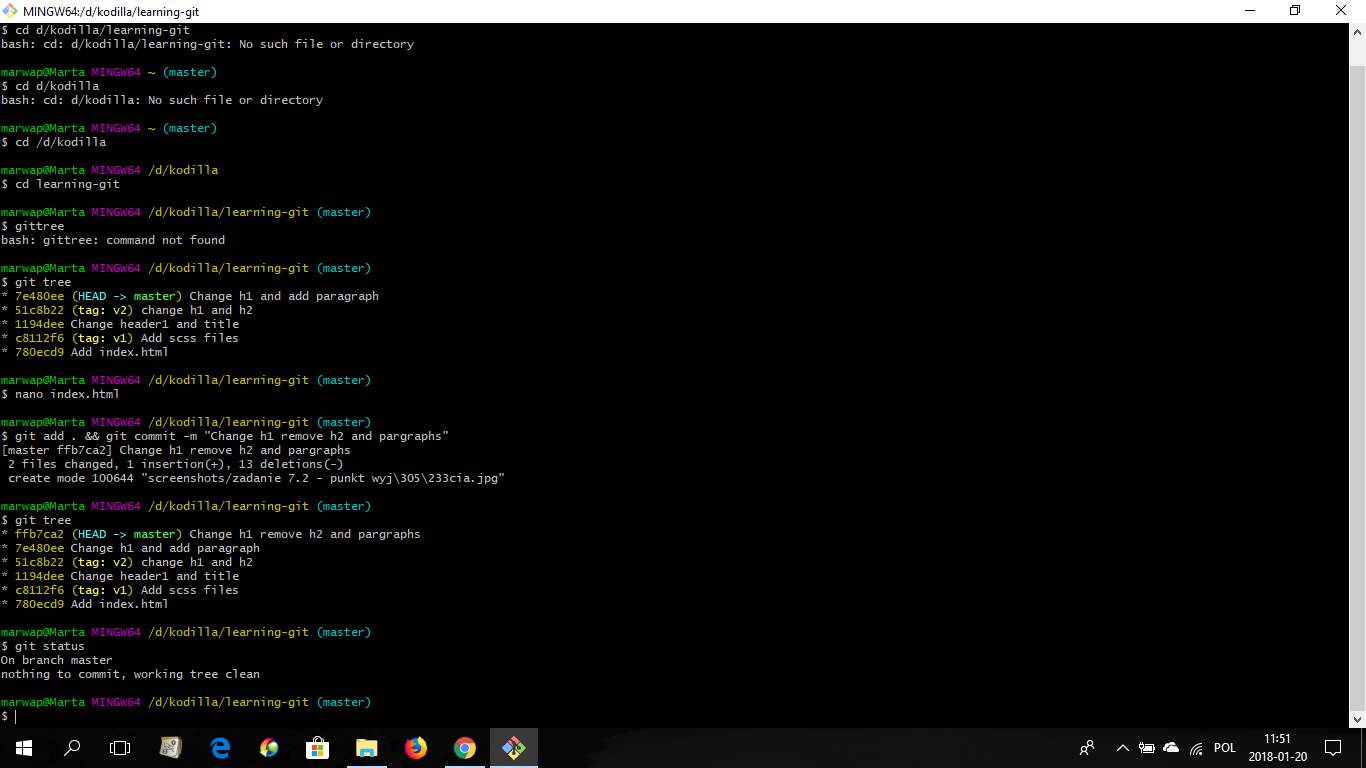 MINGW64:/d/kodilla/learning-git
$ cd d/kodilla/learning-git
bash: cd: d/kodilla/learning-git: No such file or directory
marwap@Marta MINGW64 ~ (master)
$ cd d/kodilla
bash: cd: d/kodilla: No such file or directory
marwap@Marta MINGW64 ~ (master)
$ cd /d/kodilla
marwap@Marta MINGW64 /d/kodilla
$ cd learning-git
marwap@Marta MINGW64 /d/kodilla/learning-git (master)
$ gittree
bash: gittree: command not found
marwap@Marta MINGW64 /d/kodilla/learning-git (master)
$ git tree
* 7e480ee (HEAD -> master) Change h1 and add paragraph
* 51c8b22 (tag: v2) change h1 and h2
* 1194dee Change header1 and title
* c8112f6 (tag: v1) Add scss files
* 780ecd9 Add index.html
marwap@Marta MINGW64 /d/kodilla/learning-git (master)
$ nano index.html
marwap@Marta MINGW64 /d/kodilla/learning-git (master)
$ git add . && git commit -m "Change h1 remove h2 and pargraphs"
[master ffb7ca2] Change h1 remove h2 and pargraphs
2 files changed, 1 insertion(+), 13 deletions(-)
create mode 100644 "screenshots/zadanie 7.2 - punkt wyj\305\233cia.jpg"
marwap@Marta MINGW64 /d/kodilla/learning-git (master)
$ git tree
* ffb7ca2 (HEAD -> master) Change h1 remove h2 and pargraphs
* 7e480ee Change h1 and add paragraph
* 51c8b22 (tag: v2) change h1 and h2
* 1194dee Change header1 and title
* c8112f6 (tag: v1) Add scss files
* 780ecd9 Add index.html
marwap@Marta MINGW64 /d/kodilla/learning-git (master)
$ git status
On branch master
nothing to commit, working tree clean
marwap@Marta MINGW64 /d/kodilla/learning-git (master)
$
POL
11:51
2018-01-20